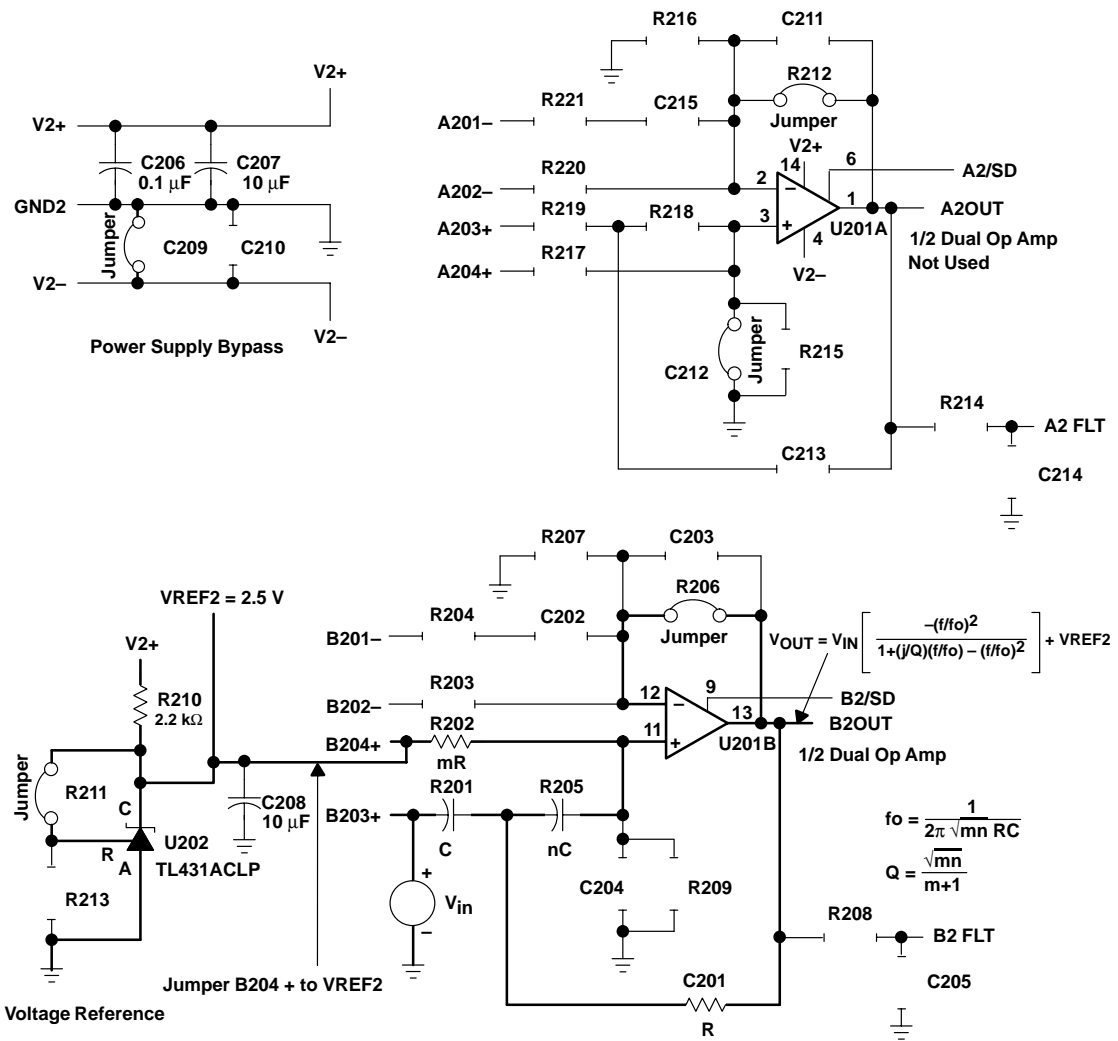 V2+
V2+
C206
0.1 μF
C207
10 μF
GND2
Jumper
C209
C210
V2–
V2–
Power Supply Bypass
R216
C211
R212
Jumper
R221
C215
A201–
R220
A202–
R219
R218
A203+
R217
A204+
V2+
14
6
A2/SD
2
–
3
+
1
A2OUT
U201A
4
V2–
1/2 Dual Op Amp
Not Used
Jumper
C212
R215
R214
A2 FLT
C213
C214
VREF2 = 2.5 V
V2+
R210
2.2 kΩ
Jumper
R211
C
R
A
U202
TL431ACLP
R213
C208
10 μF
Voltage Reference
Jumper B204 + to VREF2
R207
C203
R206
Jumper
R204
C202
B201–
R203
B202–
R202
B204+
mR
R201
R205
B203+
C
nC
+
Vin
–
12
–
11
+
9
13
B2/SD
B2OUT
U201B
1/2 Dual Op Amp
VOUT = VIN [ –(f/fo)2 / 1+(j/Q)(f/fo) – (f/fo)2 ] + VREF2
C204
R209
fo = 1 / 2π √mn RC
Q = √mn / m+1
R208
B2 FLT
C205
C201
R